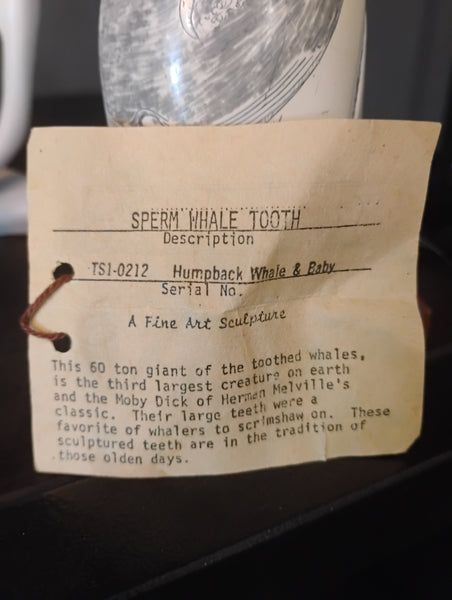 SPERM WHALE TOOTH
Description
TS1-0212 Humpback Whale & Baby
Serial No.
A Fine Art Sculpture
This 60 ton giant of the toothed whales,
is the third largest creature on earth
and the Moby Dick of Herman Melville's
classic. Their large teeth were a
favorite of whalers to scrimshaw on. These
sculptured teeth are in the tradition of
those olden days.